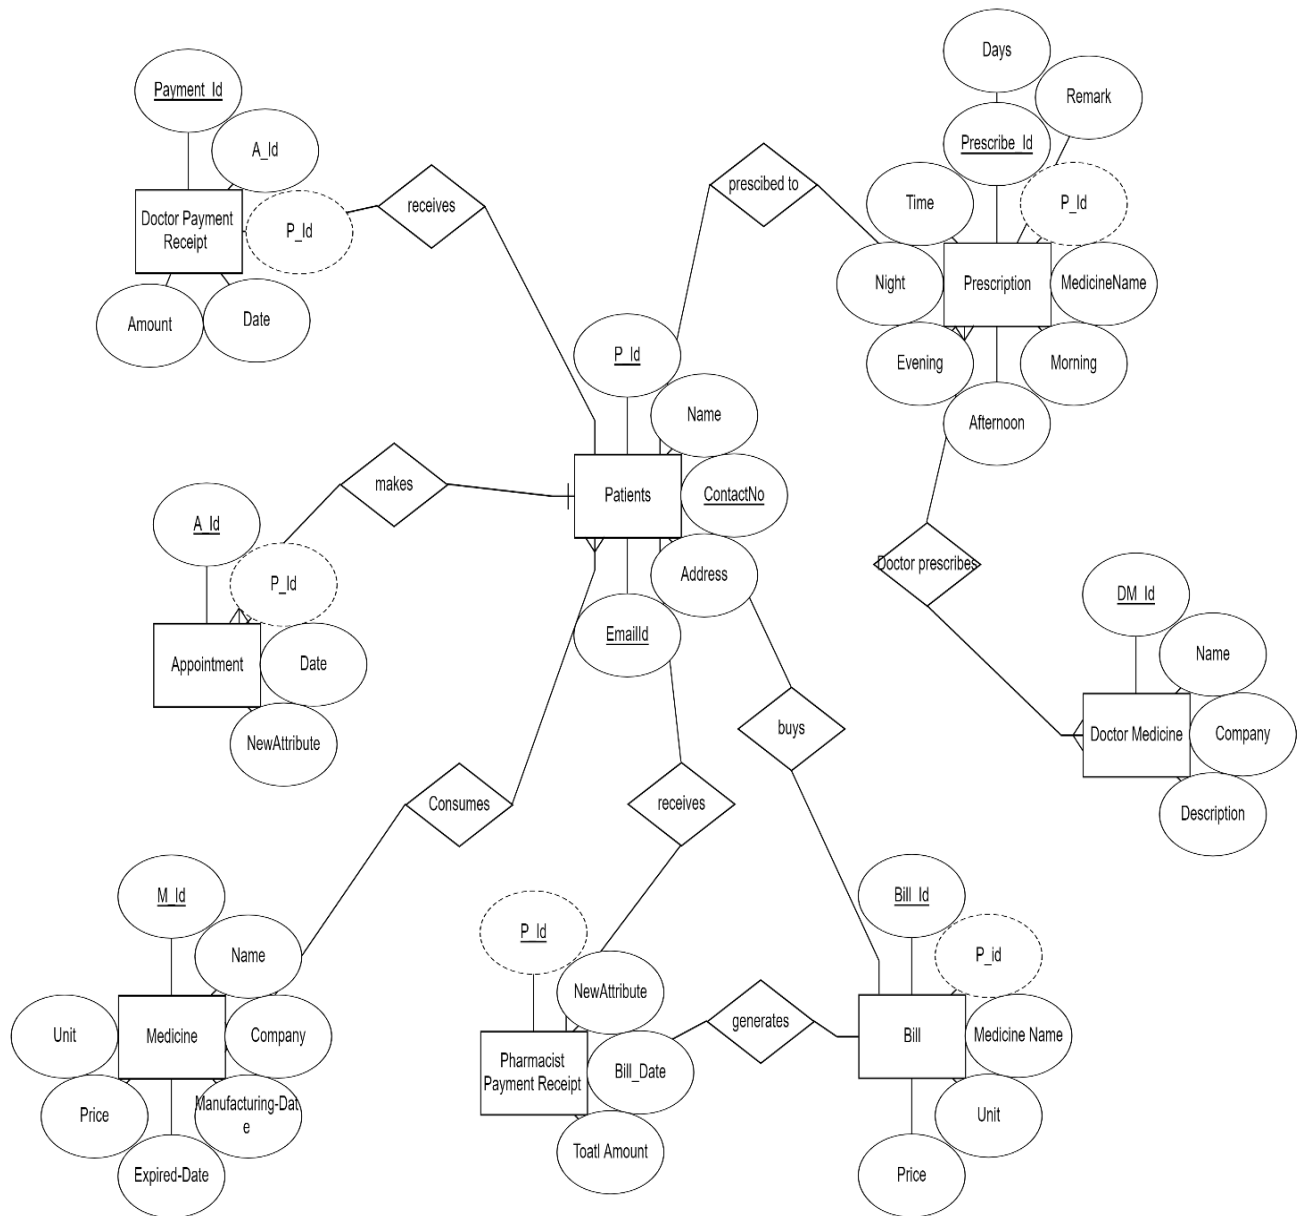 Days
Remark
Payment_Id
Prescribe_Id
A_Id
prescibed to
Time
P_Id
receives
Doctor Payment
Receipt
P_Id
Night
Prescription
MedicineName
Amount
Date
P_Id
Evening
Morning
Name
Afternoon
makes
Patients
ContactNo
A_Id
Address
Doctor prescribes
P_Id
DM_Id
EmailId
Appointment
Date
Name
NewAttribute
buys
Doctor Medicine
Company
Consumes
receives
Description
M_Id
Bill_Id
P_Id
Name
P_id
NewAttribute
generates
Unit
Medicine
Company
Bill
Medicine Name
Pharmacist
Payment Receipt
Bill_Date
Price
Manufacturing-Dat
e
Unit
Toatl Amount
Expired-Date
Price